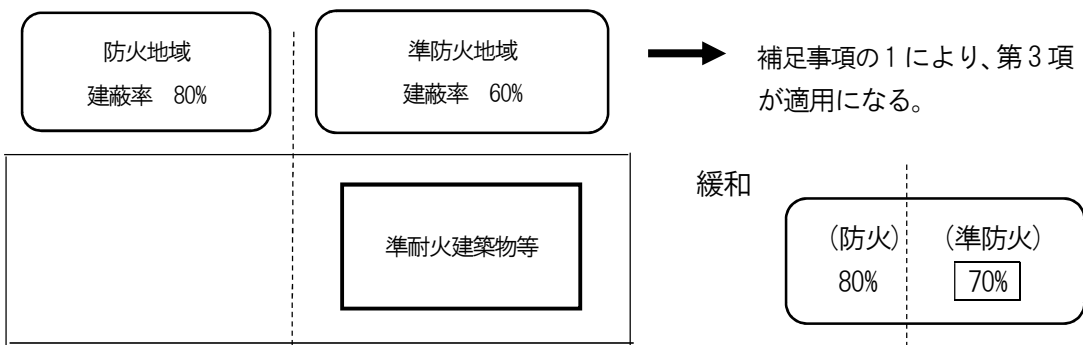 防火地域
建蔽率 80%
準防火地域
建蔽率 60%
補足事項の1により、第3項
が適用になる。
準耐火建築物等
緩和
(防火)
80%
(準防火)
70%